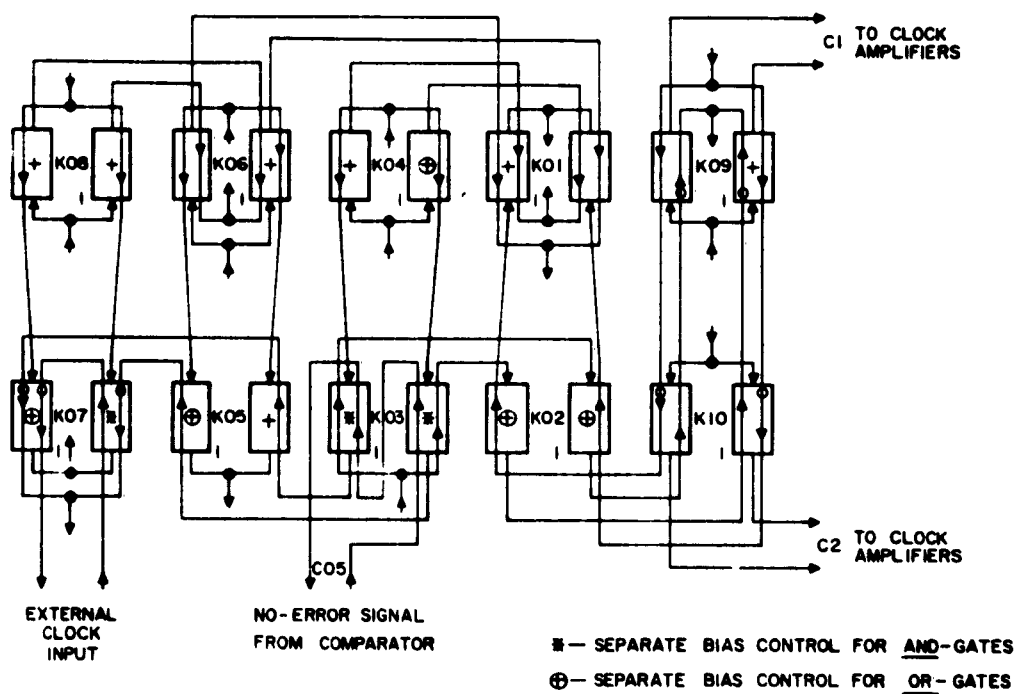 C1 TO CLOCK
AMPLIFIERS
+ K08 +
1
K06 +
1
+ K04 ⊕
1
+ K01
1
K09 +
1
⊕ K07 *
1
⊕ K05 +
1
* K03 *
1
⊕ K02 ⊕
1
K10
1
C2 TO CLOCK
AMPLIFIERS
C05
EXTERNAL
CLOCK
INPUT
NO-ERROR SIGNAL
FROM COMPARATOR
* — SEPARATE BIAS CONTROL FOR AND-GATES
⊕ — SEPARATE BIAS CONTROL FOR OR-GATES